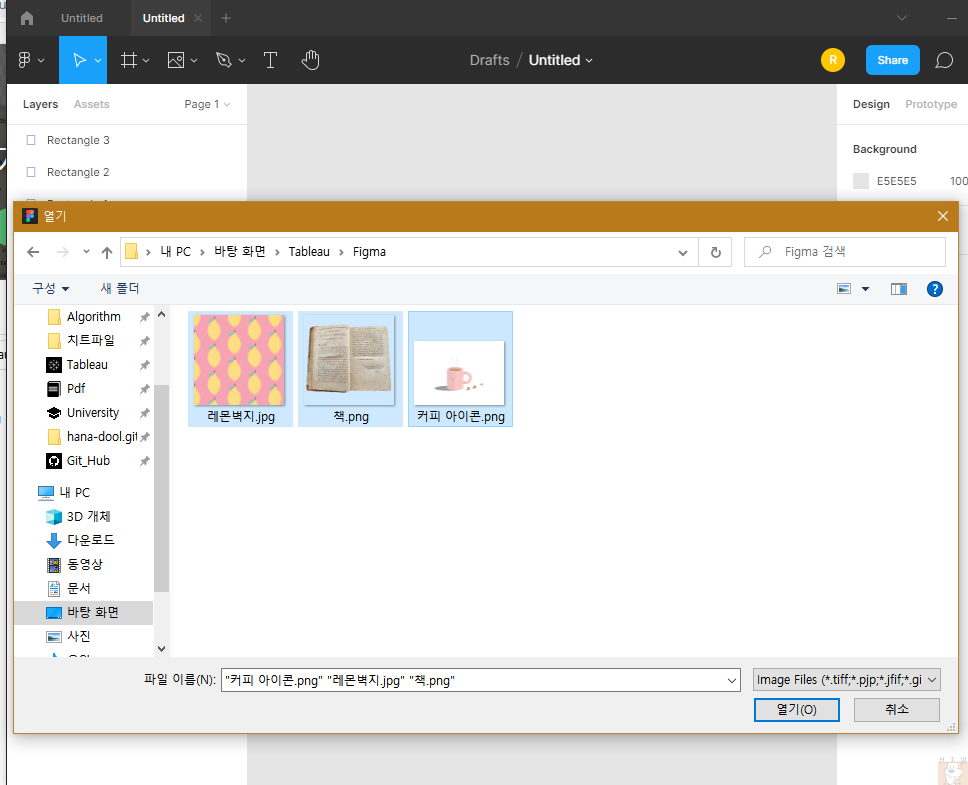 Untitled
Untitled
Drafts / Untitled
R
Share
Layers Assets Page 1
Design Prototype
Rectangle 3
Rectangle 2
Background
E5E5E5 100
열기
내 PC 바탕 화면 Tableau Figma
Figma 검색
구성 새 폴더
Algorithm
치트파일
Tableau
Pdf
University
hana-dool.git
Git_Hub
내 PC
3D 개체
다운로드
동영상
문서
바탕 화면
사진
레몬벽지.jpg
책.png
커피 아이콘.png
파일 이름(N): "커피 아이콘.png" "레몬벽지.jpg" "책.png"
Image Files (*.tiff;*.pjp;*.jfif;*.gi
열기(O) 취소